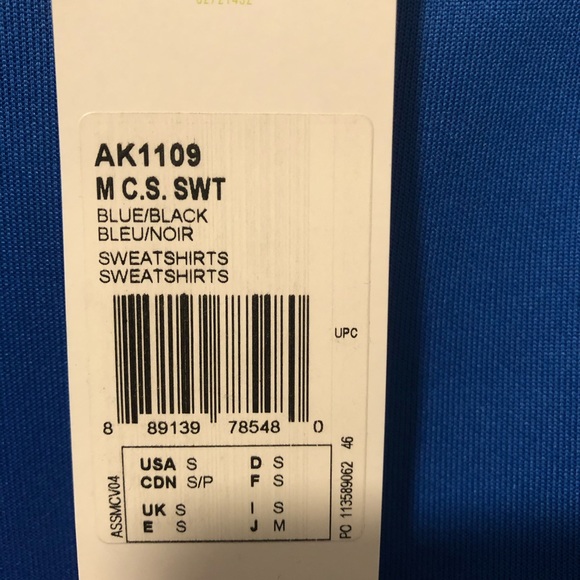 AK1109
M C.S. SWT
BLUE/BLACK
BLEU/NOIR
SWEATSHIRTS
SWEATSHIRTS
UPC
8 89139 78548 0
USA S D S
CDN S/P F S
UK S I S
E S J M
ASSMCV04
PO 113589062 46